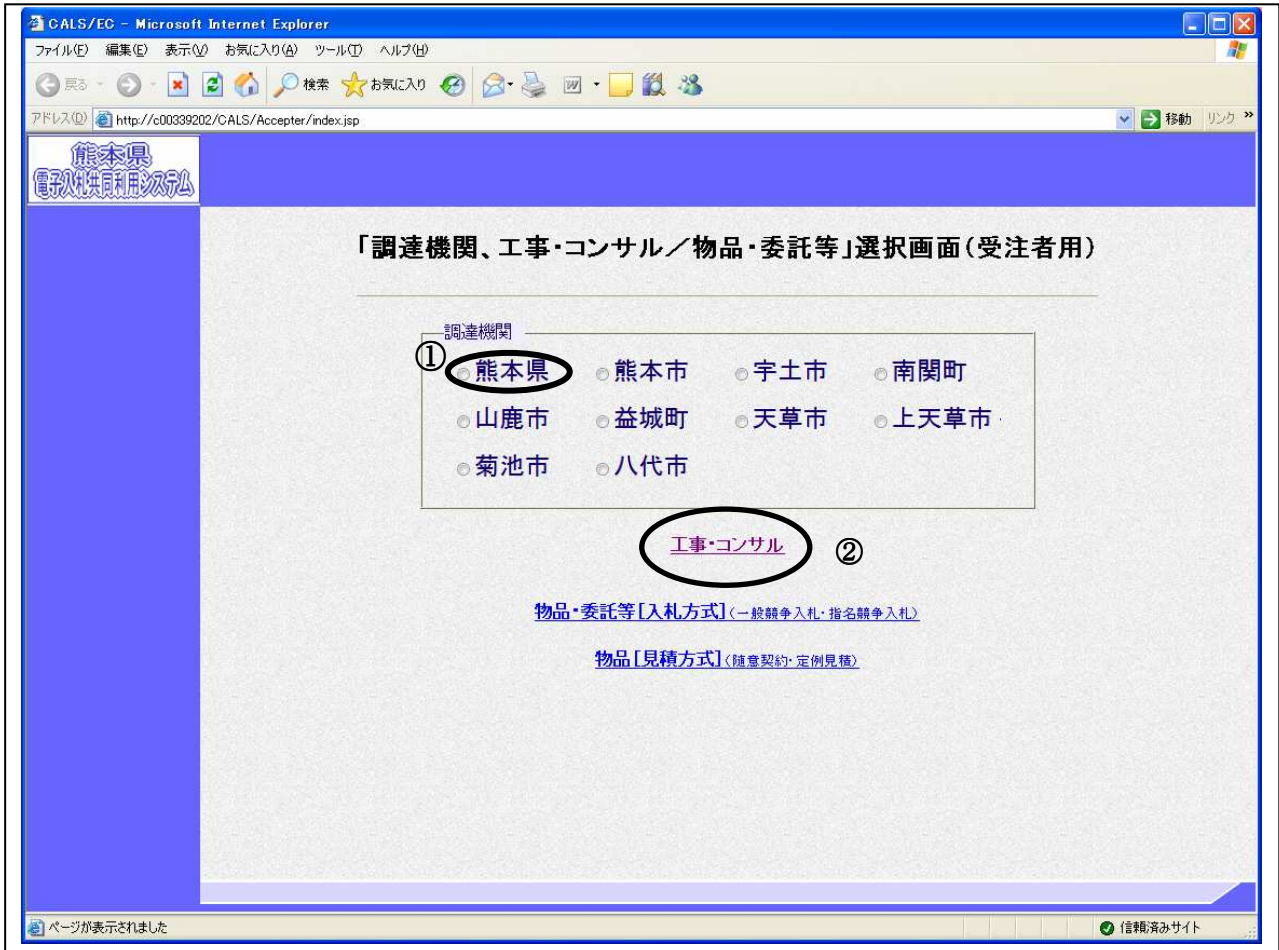 CALS/EC - Microsoft Internet Explorer
ファイル(F) 編集(E) 表示(V) お気に入り(A) ツール(T) ヘルプ(H)
戻る 検索 お気に入り
アドレス(D) http://c00339202/CALS/Accepter/index.jsp 移動 リンク »
熊本県
電子入札共同利用システム
「調達機関、工事・コンサル／物品・委託等」選択画面(受注者用)
調達機関
①
熊本県 熊本市 宇土市 南関町
山鹿市 益城町 天草市 上天草市
菊池市 八代市
工事・コンサル ②
物品・委託等[入札方式](一般競争入札・指名競争入札)
物品[見積方式](随意契約・定例見積)
ページが表示されました 信頼済みサイト